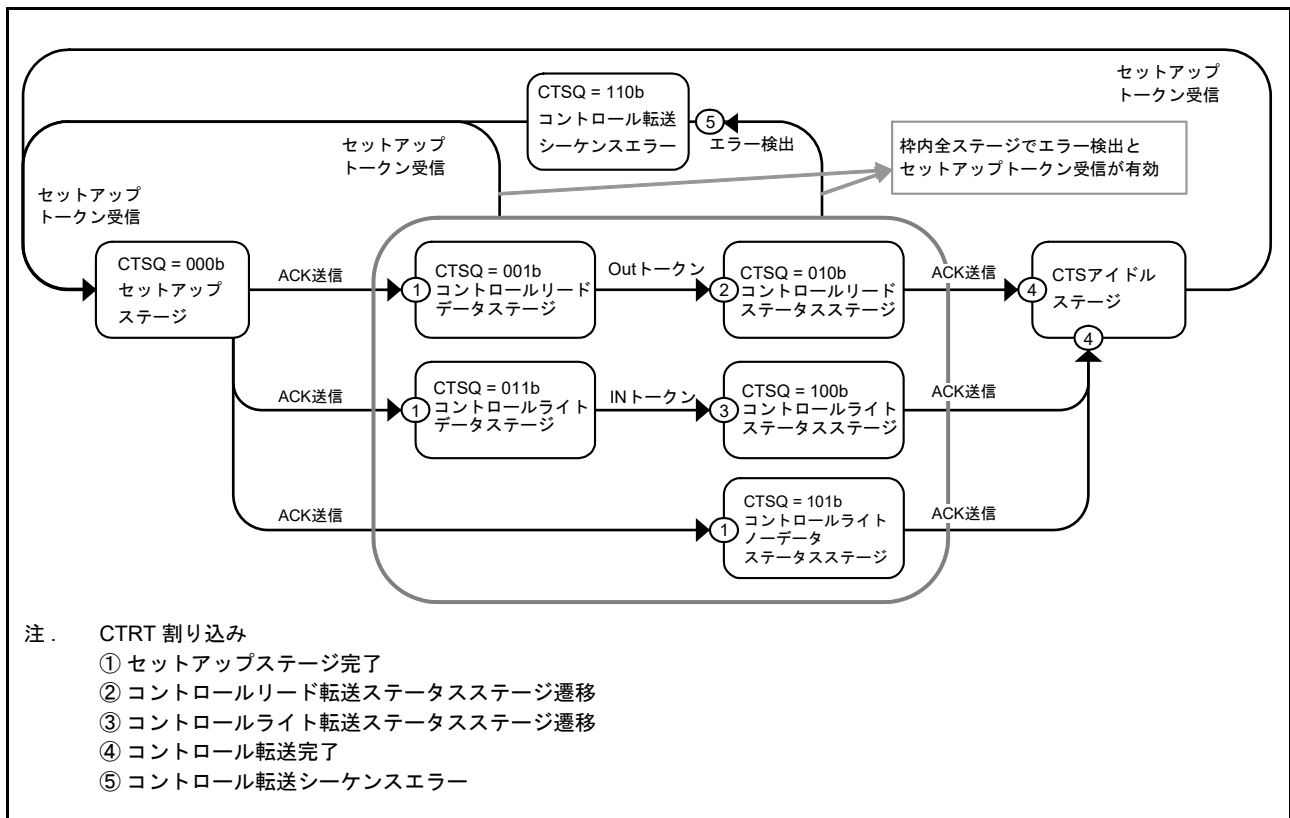 セットアップ
トークン受信
CTSQ = 110b
コントロール転送
シーケンスエラー
⑤
エラー検出
セットアップ
トークン受信
枠内全ステージでエラー検出と
セットアップトークン受信が有効
セットアップ
トークン受信
CTSQ = 000b
セットアップ
ステージ
ACK送信
①
CTSQ = 001b
コントロールリード
データステージ
Outトークン
②
CTSQ = 010b
コントロールリード
ステータスステージ
ACK送信
④
CTSアイドル
ステージ
④
ACK送信
①
CTSQ = 011b
コントロールライト
データステージ
INトークン
③
CTSQ = 100b
コントロールライト
ステータスステージ
ACK送信
ACK送信
①
CTSQ = 101b
コントロールライト
ノーデータ
ステータスステージ
ACK送信
注． CTRT 割り込み
① セットアップステージ完了
② コントロールリード転送ステータスステージ遷移
③ コントロールライト転送ステータスステージ遷移
④ コントロール転送完了
⑤ コントロール転送シーケンスエラー